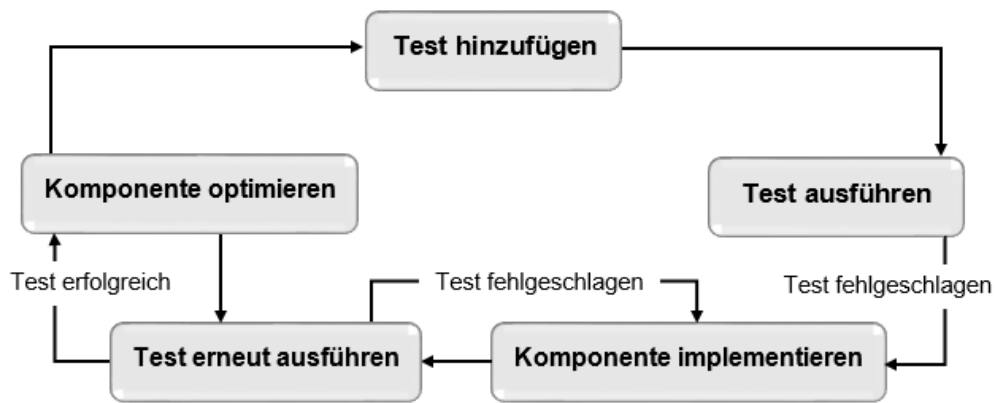 Test hinzufügen
Komponente optimieren
Test ausführen
Test erfolgreich
Test fehlgeschlagen
Test fehlgeschlagen
Test erneut ausführen
Komponente implementieren